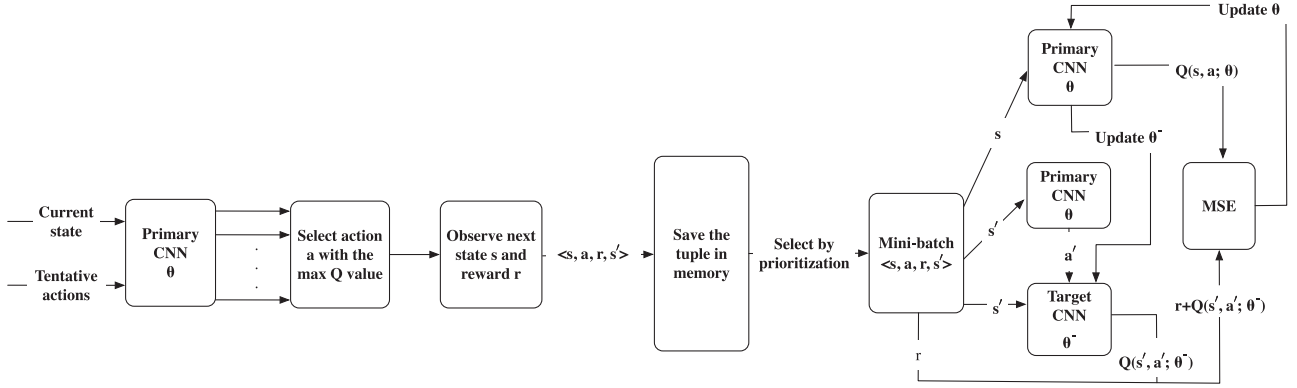 Current
state
Tentative
actions
Primary
CNN
θ
.
.
.
Select action
a with the
max Q value
Observe next
state s and
reward r
<s, a, r, s′>
Save the
tuple in
memory
Select by
prioritization
Mini-batch
<s, a, r, s′>
s
s′
s′
r
Primary
CNN
θ
Update θ
Q(s, a; θ)
Update θ⁻
Primary
CNN
θ
a′
Target
CNN
θ⁻
Q(s′, a′; θ⁻)
MSE
r+Q(s′, a′; θ⁻)